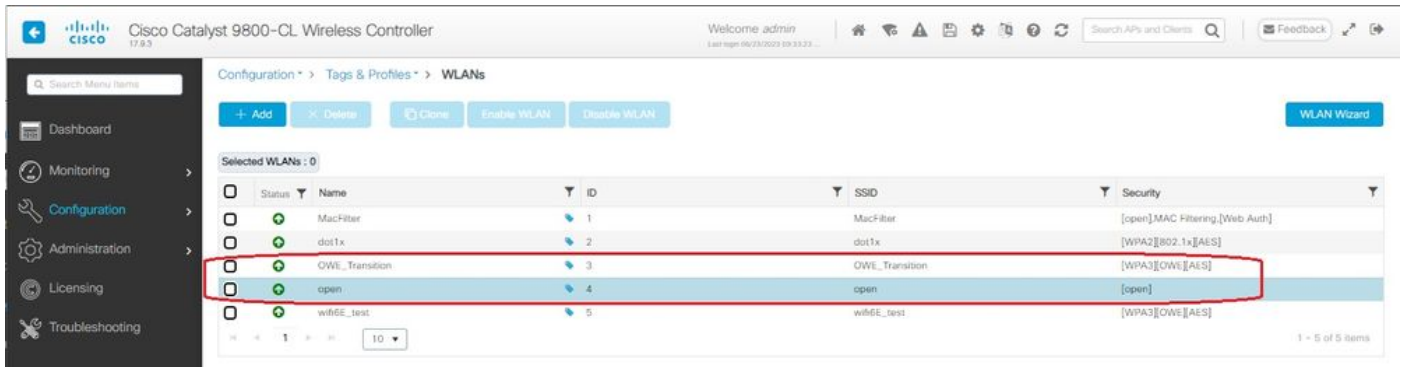 CISCO
Cisco Catalyst 9800-CL Wireless Controller
17.9.3
Welcome admin
Search APs and Clients
Feedback
Search Menu Items
Dashboard
Monitoring
Configuration
Administration
Licensing
Troubleshooting
Configuration > Tags & Profiles > WLANs
+ Add
× Delete
Clone
Enable WLAN
Disable WLAN
WLAN Wizard
Selected WLANs : 0
Status Name ID SSID Security
MacFilter 1 MacFilter [open],MAC Filtering,[Web Auth]
dot1x 2 dot1x [WPA2][802.1x][AES]
OWE_Transition 3 OWE_Transition [WPA3][OWE][AES]
open 4 open [open]
wifi6E_test 5 wifi6E_test [WPA3][OWE][AES]
1 10 1 - 5 of 5 items